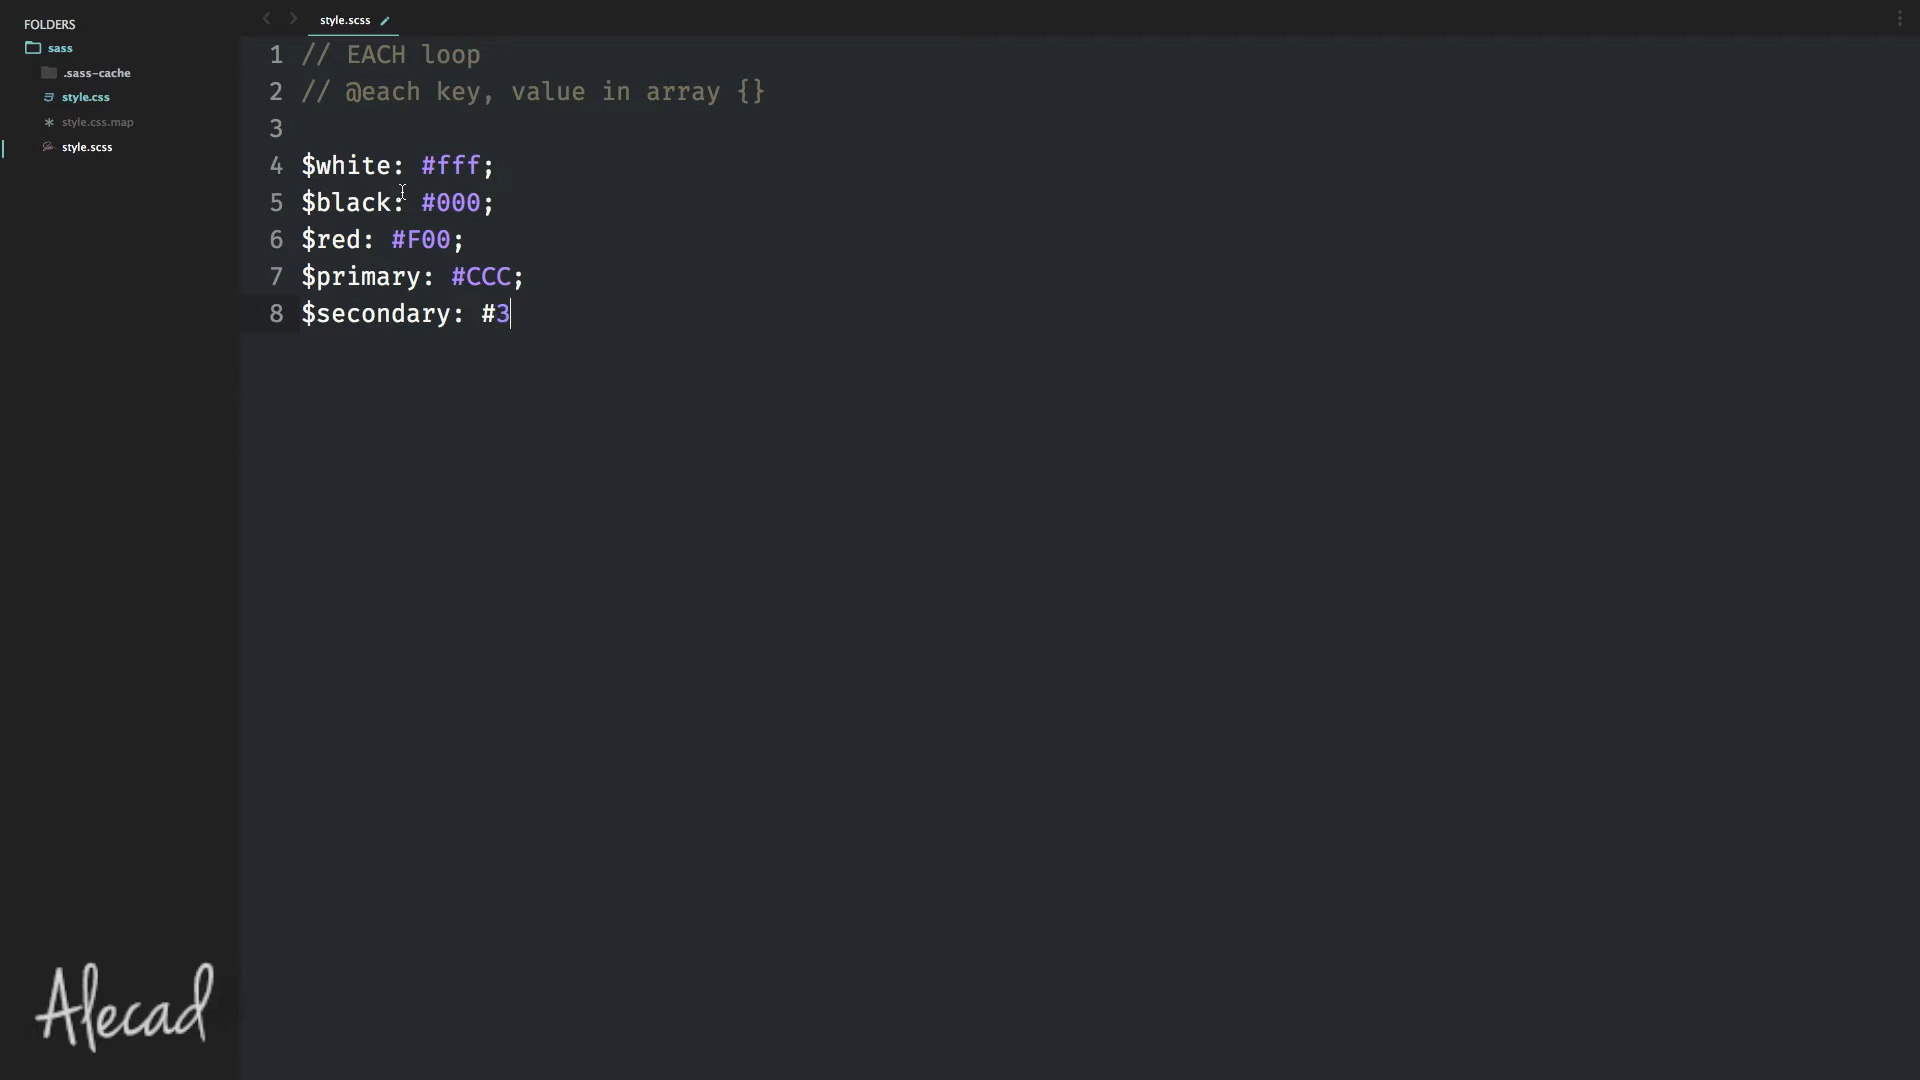 FOLDERS
sass
.sass-cache
style.css
style.css.map
style.scss
style.scss
1 // EACH loop
2 // @each key, value in array {}
3
4 $white: #fff;
5 $black: #000;
6 $red: #F00;
7 $primary: #CCC;
8 $secondary: #3
Alecad